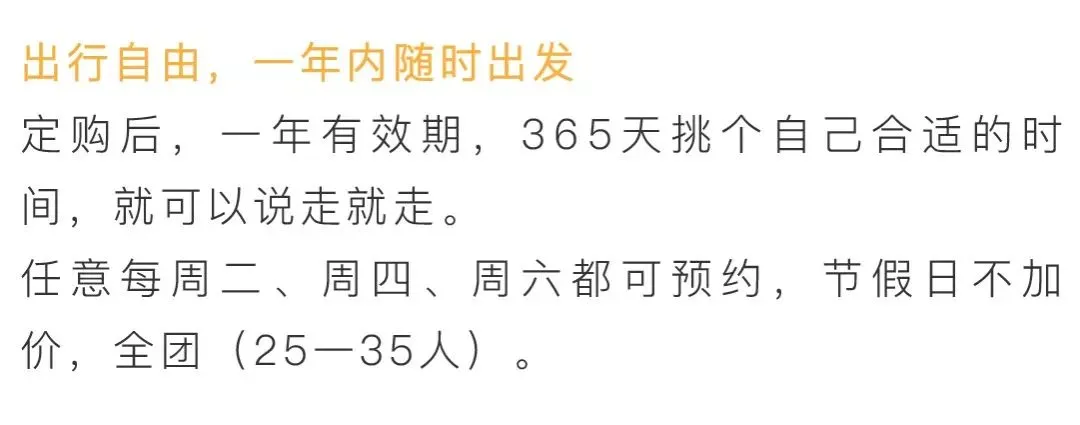 出行自由，一年内随时出发
定购后，一年有效期，365天挑个自己合适的时
间，就可以说走就走。
任意每周二、周四、周六都可预约，节假日不加
价，全团（25一35人）。